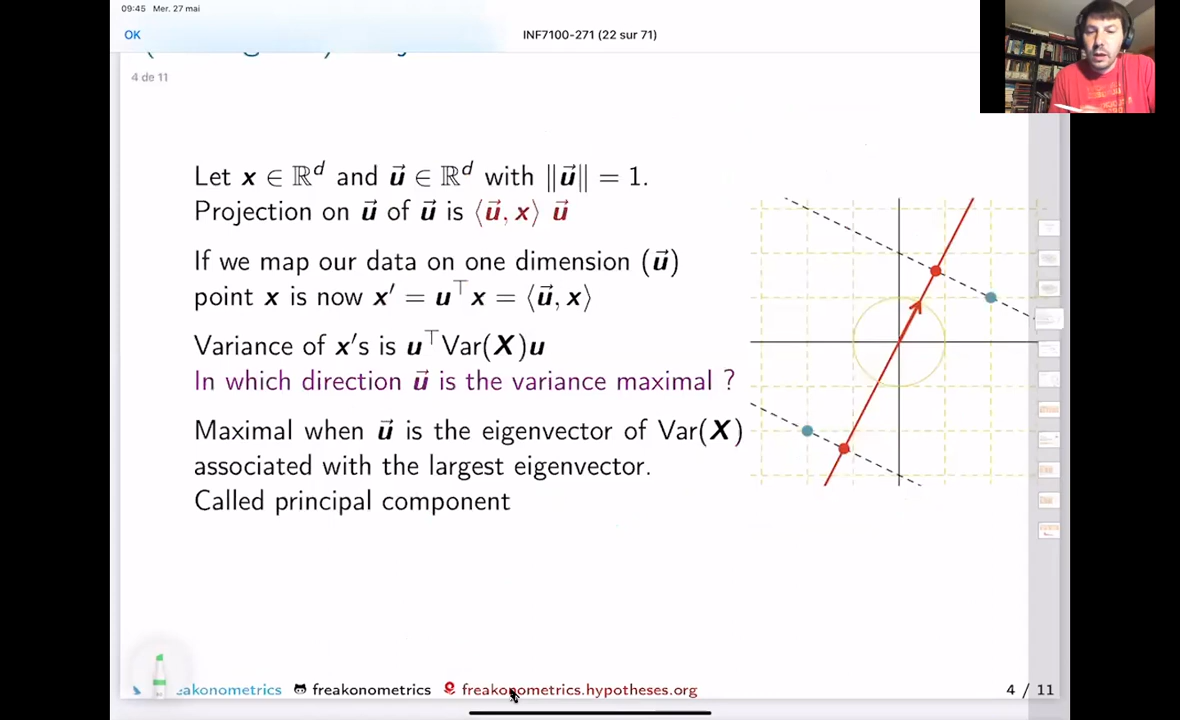 09:45 Mer. 27 mai
OK
INF7100-271 (22 sur 71)
4 de 11
Let x ∈ ℝᵈ and u⃗ ∈ ℝᵈ with ‖u⃗‖ = 1.
Projection on u⃗ of u⃗ is ⟨u⃗, x⟩ u⃗
If we map our data on one dimension (u⃗)
point x is now x′ = u⊤x = ⟨u⃗, x⟩
Variance of x′s is u⊤Var(X)u
In which direction u⃗ is the variance maximal ?
Maximal when u⃗ is the eigenvector of Var(X)
associated with the largest eigenvector.
Called principal component
akonometrics freakonometrics freakonometrics.hypotheses.org 4 / 11